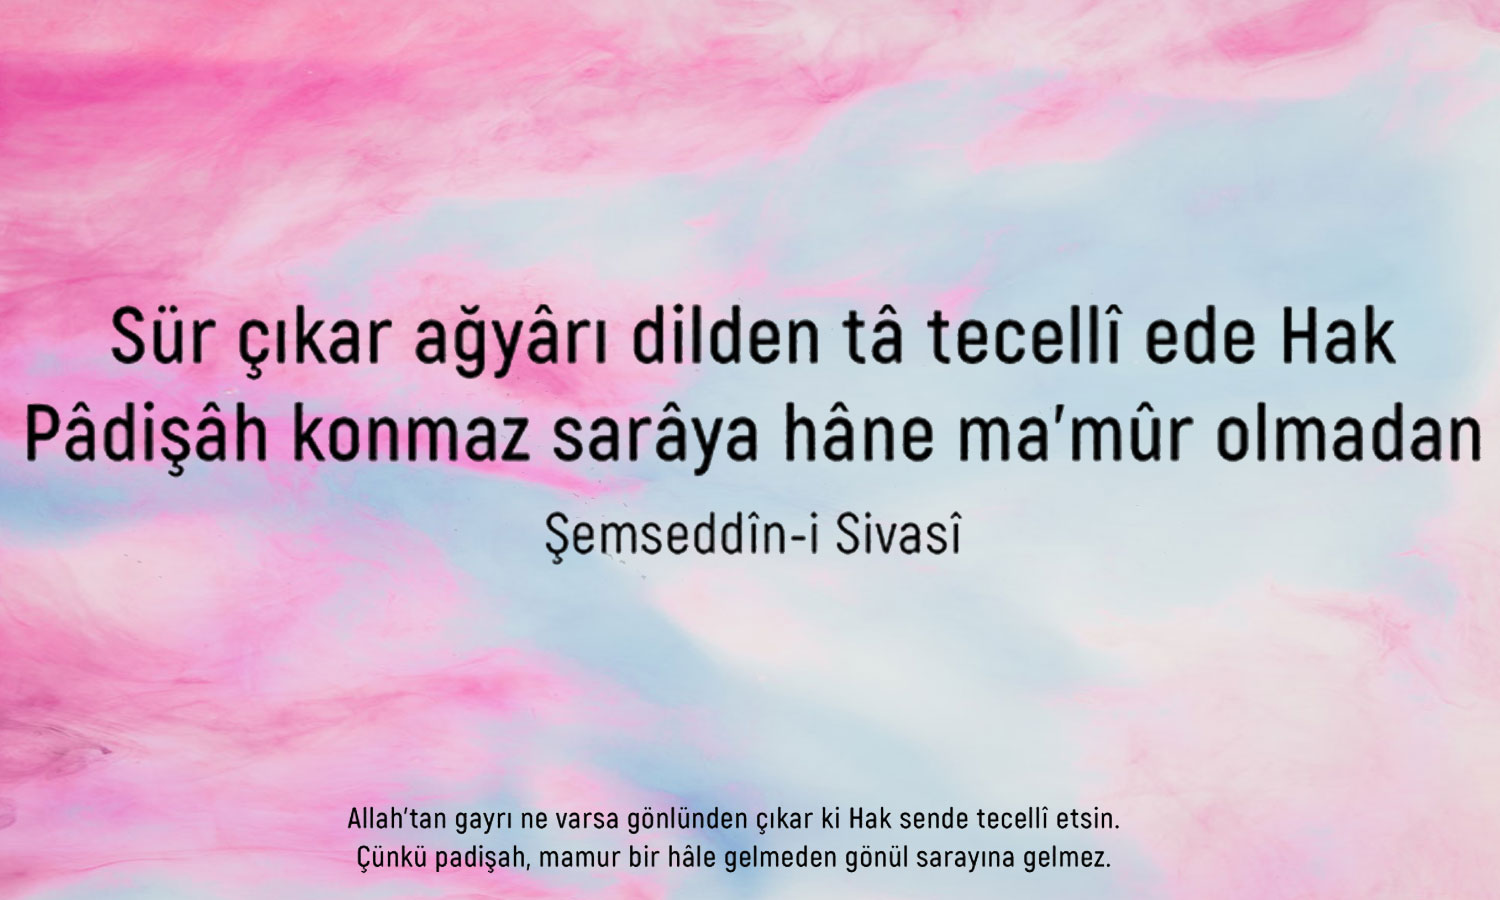 Sür çıkar ağyârı dilden tâ tecellî ede Hak
Pâdişâh konmaz sarâya hâne ma'mûr olmadan
Şemseddîn-i Sivasî
Allah'tan gayrı ne varsa gönlünden çıkar ki Hak sende tecellî etsin.
Çünkü padişah, mamur bir hâle gelmeden gönül sarayına gelmez.